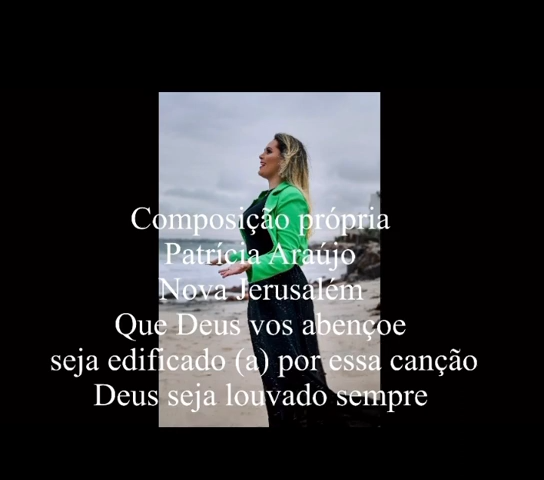 Composição própria
Patrícia Araújo
Nova Jerusalém
Que Deus vos abençoe
seja edificado (a) por essa canção
Deus seja louvado sempre